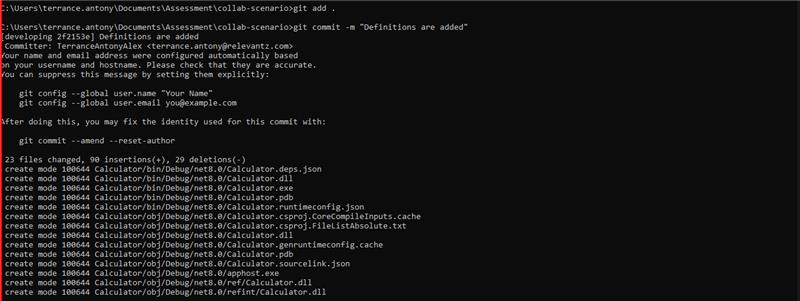 C:\Users\terrance.antony\Documents\Assessment\collab-scenario>git add .
C:\Users\terrance.antony\Documents\Assessment\collab-scenario>git commit -m "Definitions are added"
[developing 2f2153e] Definitions are added
Committer: TerranceAntonyAlex <terrance.antony@relevantz.com>
Your name and email address were configured automatically based
on your username and hostname. Please check that they are accurate.
You can suppress this message by setting them explicitly:
git config --global user.name "Your Name"
git config --global user.email you@example.com
After doing this, you may fix the identity used for this commit with:
git commit --amend --reset-author
23 files changed, 90 insertions(+), 29 deletions(-)
create mode 100644 Calculator/bin/Debug/net8.0/Calculator.deps.json
create mode 100644 Calculator/bin/Debug/net8.0/Calculator.dll
create mode 100644 Calculator/bin/Debug/net8.0/Calculator.exe
create mode 100644 Calculator/bin/Debug/net8.0/Calculator.pdb
create mode 100644 Calculator/bin/Debug/net8.0/Calculator.runtimeconfig.json
create mode 100644 Calculator/obj/Debug/net8.0/Calculator.csproj.CoreCompileInputs.cache
create mode 100644 Calculator/obj/Debug/net8.0/Calculator.csproj.FileListAbsolute.txt
create mode 100644 Calculator/obj/Debug/net8.0/Calculator.dll
create mode 100644 Calculator/obj/Debug/net8.0/Calculator.genruntimeconfig.cache
create mode 100644 Calculator/obj/Debug/net8.0/Calculator.pdb
create mode 100644 Calculator/obj/Debug/net8.0/Calculator.sourcelink.json
create mode 100644 Calculator/obj/Debug/net8.0/apphost.exe
create mode 100644 Calculator/obj/Debug/net8.0/ref/Calculator.dll
create mode 100644 Calculator/obj/Debug/net8.0/refint/Calculator.dll